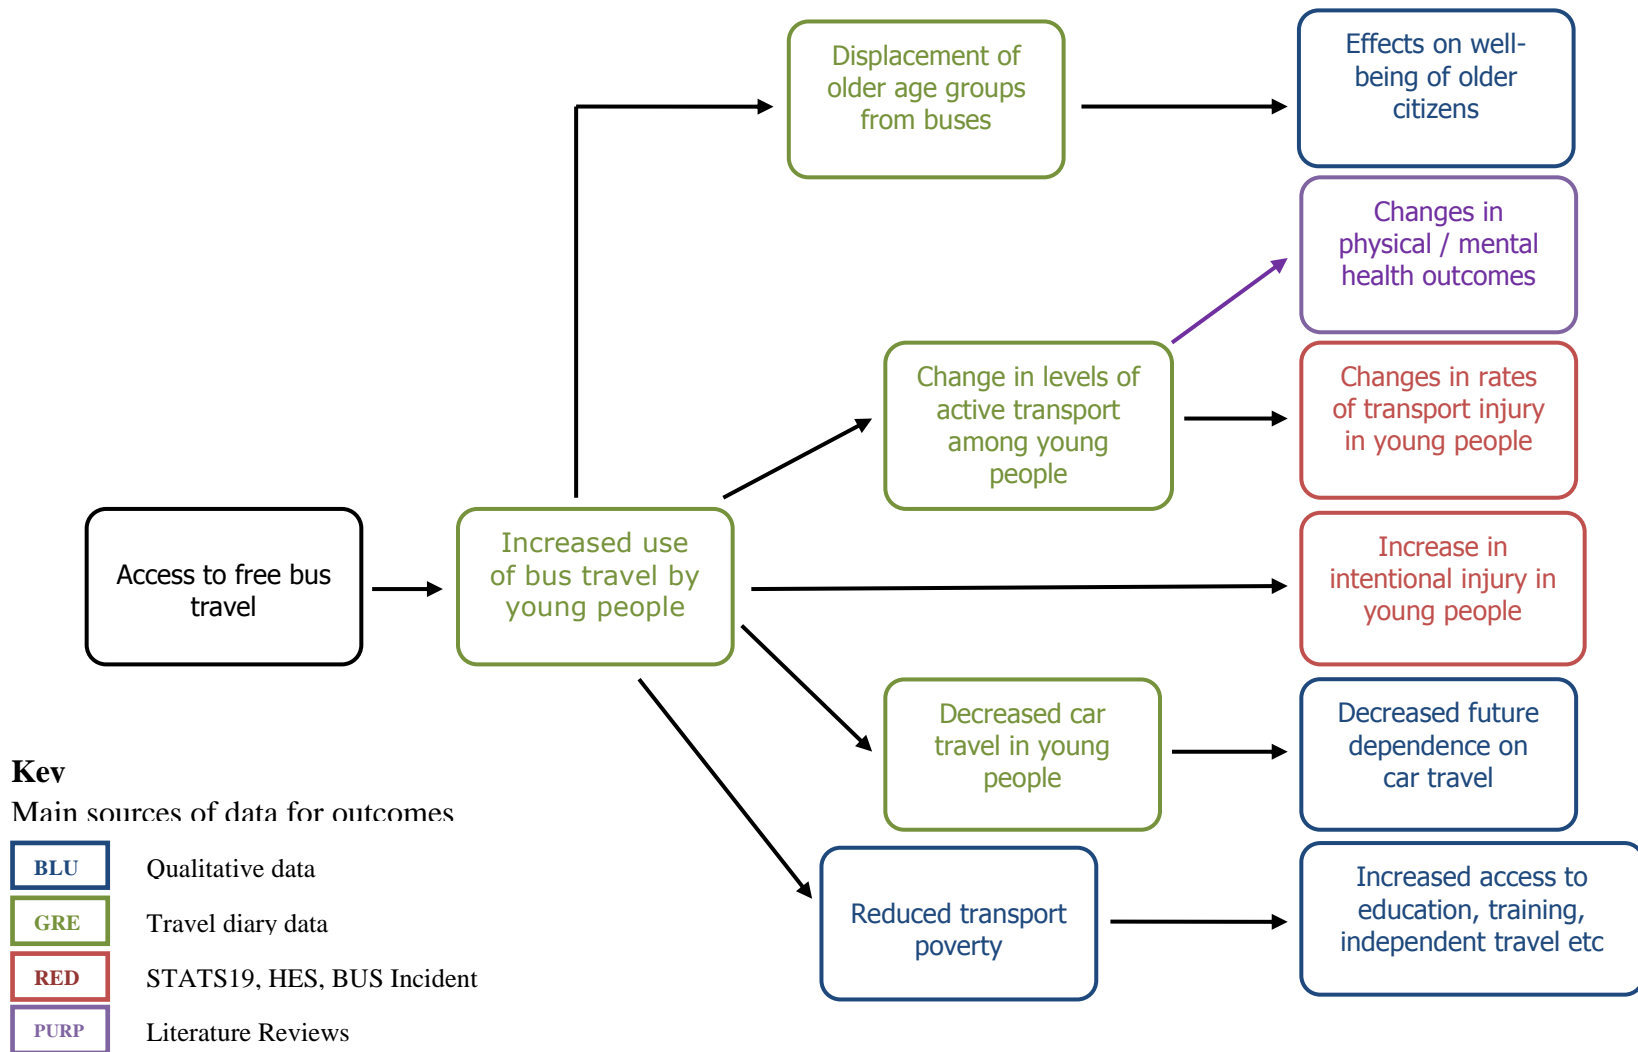 Displacement of
older age groups
from buses
Effects on well-
being of older
citizens
Changes in
physical / mental
health outcomes
Change in levels of
active transport
among young
people
Changes in rates
of transport injury
in young people
Access to free bus
travel
Increased use
of bus travel by
young people
Increase in
intentional injury in
young people
Decreased car
travel in young
people
Decreased future
dependence on
car travel
Reduced transport
poverty
Increased access to
education, training,
independent travel etc
Key
Main sources of data for outcomes
BLU
Qualitative data
GRE
Travel diary data
RED
STATS19, HES, BUS Incident
PURP
Literature Reviews